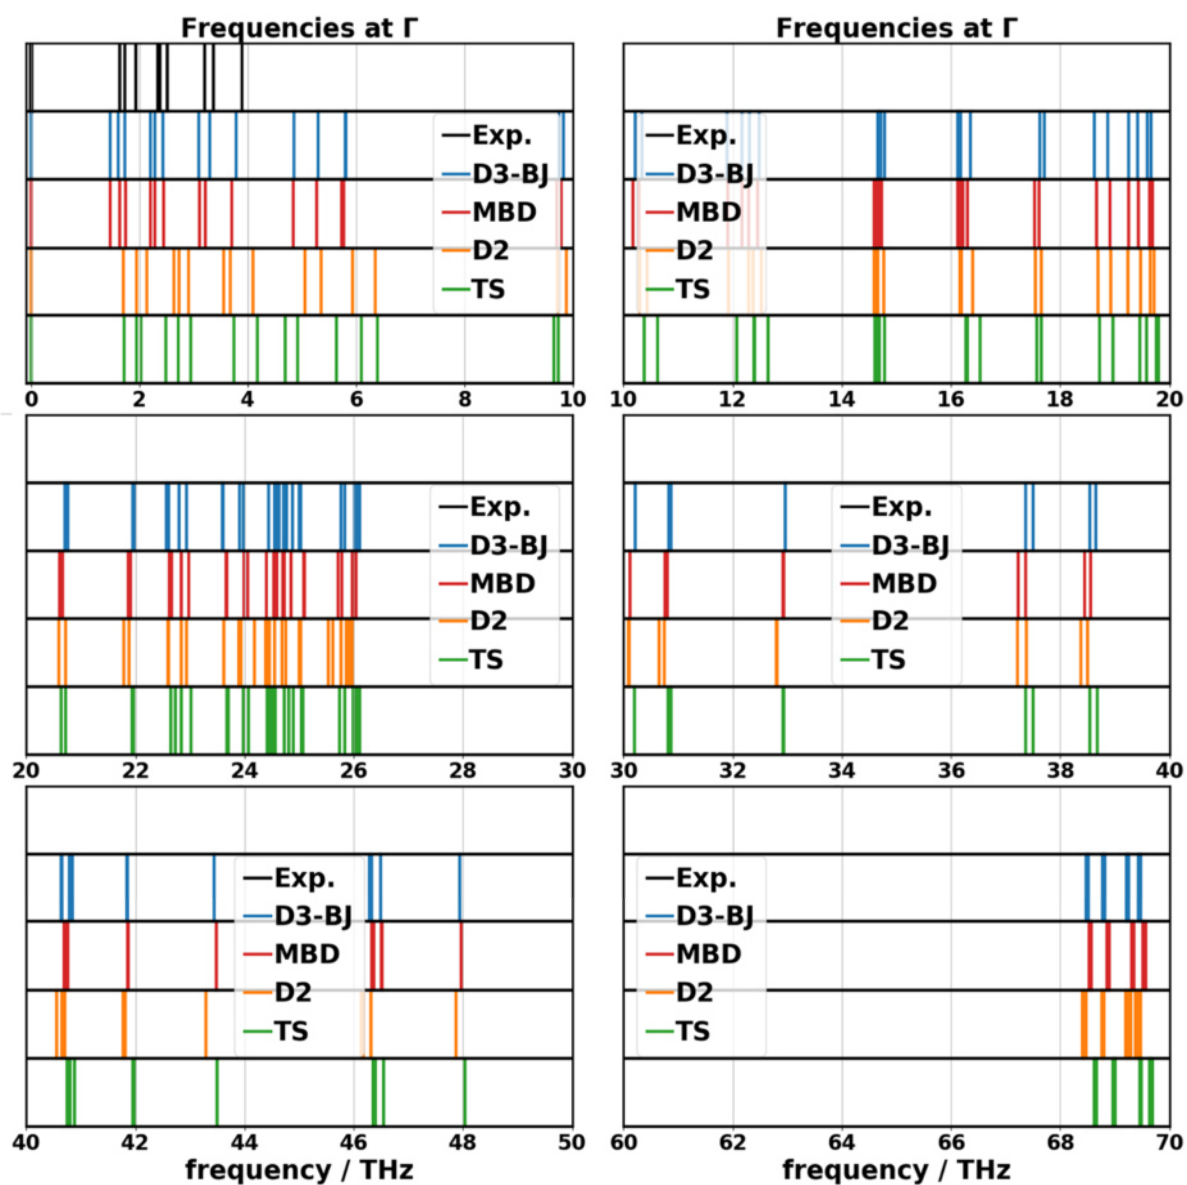 Frequencies at Γ
Exp.
D3-BJ
MBD
D2
TS
0 2 4 6 8 10
Frequencies at Γ
Exp.
D3-BJ
MBD
D2
TS
10 12 14 16 18 20
Exp.
D3-BJ
MBD
D2
TS
20 22 24 26 28 30
Exp.
D3-BJ
MBD
D2
TS
30 32 34 36 38 40
Exp.
D3-BJ
MBD
D2
TS
40 42 44 46 48 50
frequency / THz
Exp.
D3-BJ
MBD
D2
TS
60 62 64 66 68 70
frequency / THz